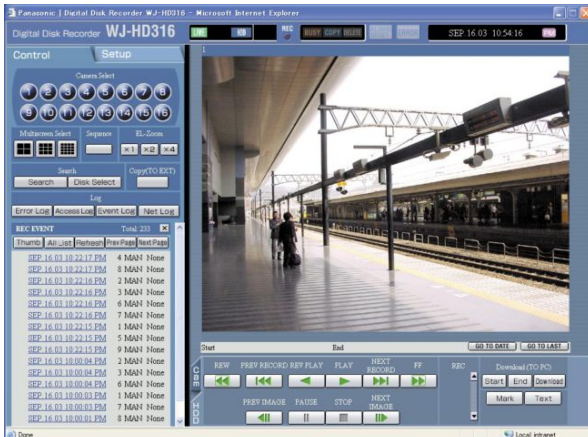 Panasonic | Digital Disk Recorder WJ-HD316 - Microsoft Internet Explorer
Digital Disk Recorder WJ-HD316
LIVE HDD REC BUSY COPY DELETE ERROR SEP 16.03 10:54:16 PM
Control Setup
1
Camera Select
1 2 3 4 5 6 7 8
9 10 11 12 13 14 15 16
Multiscreen Select Sequence EL-Zoom
×1 ×2 ×4
Search Copy(TO EXT)
Search Disk Select
Log
Error Log Access Log Event Log Net Log
REC EVENT Total: 233
Thumb All List Refresh Prev Page Next Page
SEP 16 03 10:22:17 PM 4 MAN None
SEP 16 03 10:22:17 PM 8 MAN None
SEP 16 03 10:22:16 PM 2 MAN None
SEP 16 03 10:22:16 PM 3 MAN None
SEP 16 03 10:22:16 PM 6 MAN None
SEP 16 03 10:22:15 PM 7 MAN None
SEP 16 03 10:22:15 PM 1 MAN None
SEP 16 03 10:22:15 PM 5 MAN None
SEP 16 03 10:22:15 PM 9 MAN None
SEP 16 03 10:00:04 PM 2 MAN None
SEP 16 03 10:00:04 PM 3 MAN None
SEP 16 03 10:00:04 PM 6 MAN None
SEP 16 03 10:00:03 PM 1 MAN None
SEP 16 03 10:00:03 PM 7 MAN None
SEP 16 03 10:00:01 PM 8 MAN None
Start End GO TO DATE GO TO LAST
REW PREV RECORD REV PLAY PLAY NEXT RECORD FF REC Download (TO PC)
Start End Download
PREV IMAGE PAUSE STOP NEXT IMAGE
Mark Text
HDD
Done Local intranet